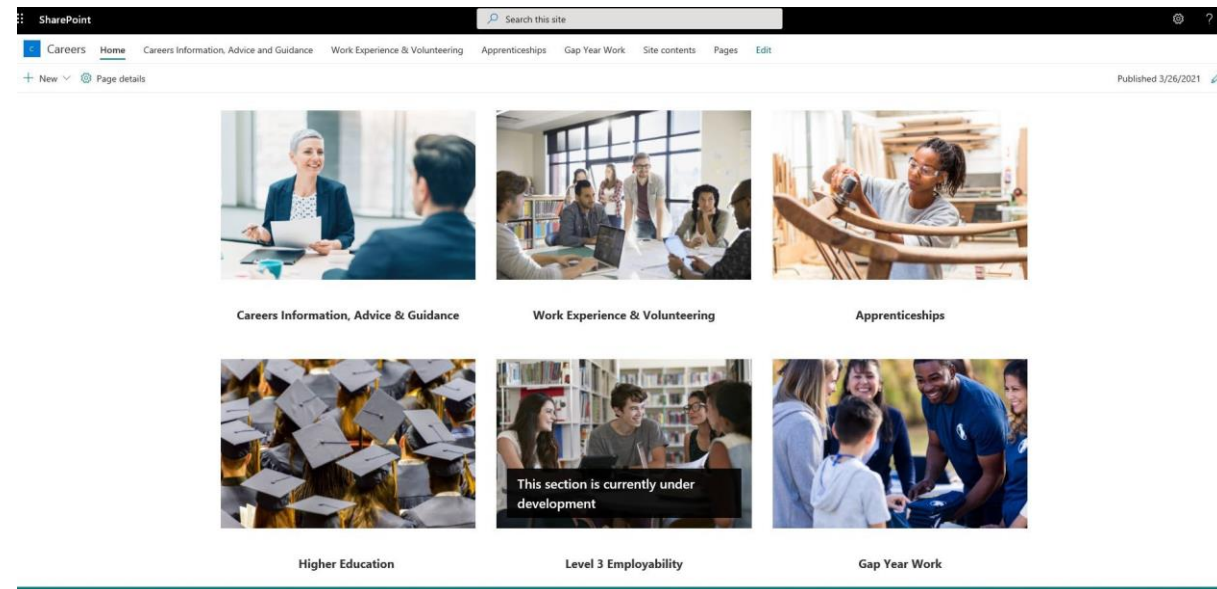 SharePoint
Search this site
?
C Careers Home Careers Information, Advice and Guidance Work Experience & Volunteering Apprenticeships Gap Year Work Site contents Pages Edit
+ New Page details
Published 3/26/2021
Careers Information, Advice & Guidance
Work Experience & Volunteering
Apprenticeships
This section is currently under
development
Higher Education
Level 3 Employability
Gap Year Work